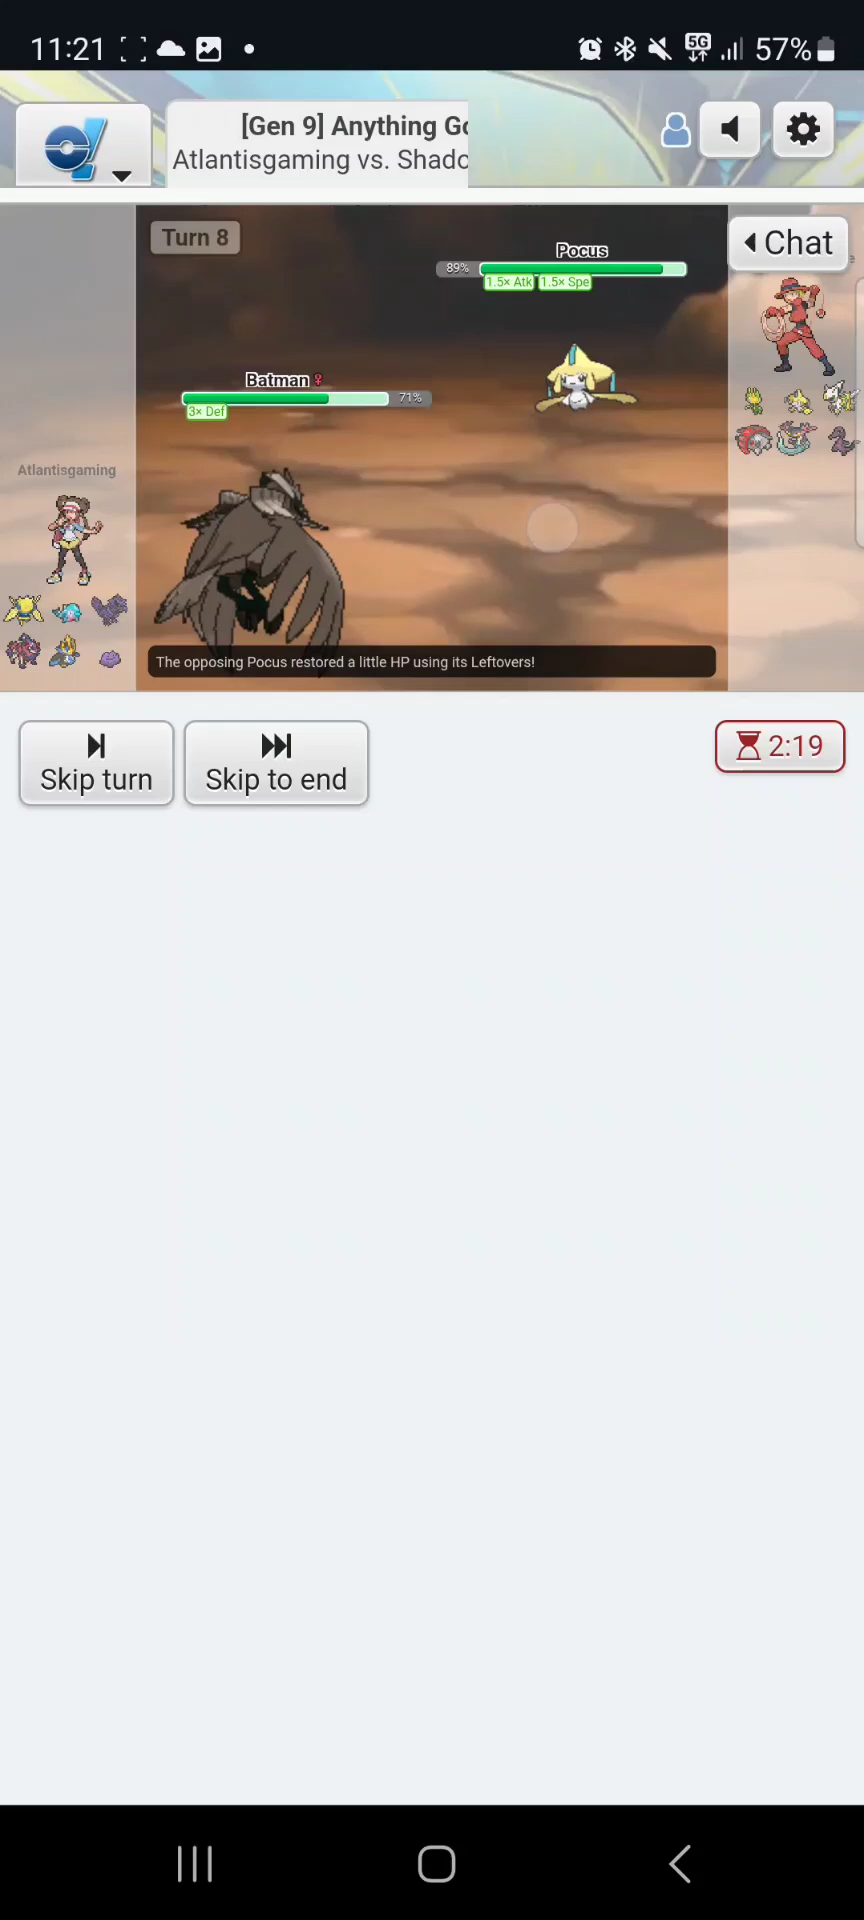 11:21
5G 57%
[Gen 9] Anything Go
Atlantisgaming vs. Shado
Turn 8
Chat
Pocus
89%
1.5× Atk 1.5× Spe
Batman ♀
71%
3× Def
Atlantisgaming
The opposing Pocus restored a little HP using its Leftovers!
Skip turn
Skip to end
2:19